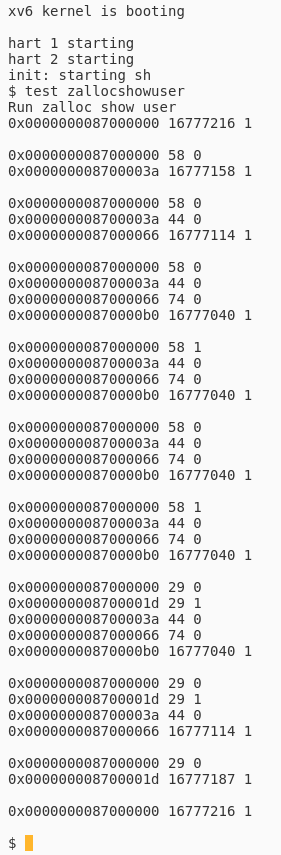 xv6 kernel is booting

hart 1 starting
hart 2 starting
init: starting sh
$ test zallocshowuser
Run zalloc show user
0x0000000087000000 16777216 1

0x0000000087000000 58 0
0x000000008700003a 16777158 1

0x0000000087000000 58 0
0x000000008700003a 44 0
0x0000000087000066 16777114 1

0x0000000087000000 58 0
0x000000008700003a 44 0
0x0000000087000066 74 0
0x00000000870000b0 16777040 1

0x0000000087000000 58 1
0x000000008700003a 44 0
0x0000000087000066 74 0
0x00000000870000b0 16777040 1

0x0000000087000000 58 0
0x000000008700003a 44 0
0x0000000087000066 74 0
0x00000000870000b0 16777040 1

0x0000000087000000 58 1
0x000000008700003a 44 0
0x0000000087000066 74 0
0x00000000870000b0 16777040 1

0x0000000087000000 29 0
0x000000008700001d 29 1
0x000000008700003a 44 0
0x0000000087000066 74 0
0x00000000870000b0 16777040 1

0x0000000087000000 29 0
0x000000008700001d 29 1
0x000000008700003a 44 0
0x0000000087000066 16777114 1

0x0000000087000000 29 0
0x000000008700001d 16777187 1

0x0000000087000000 16777216 1

$